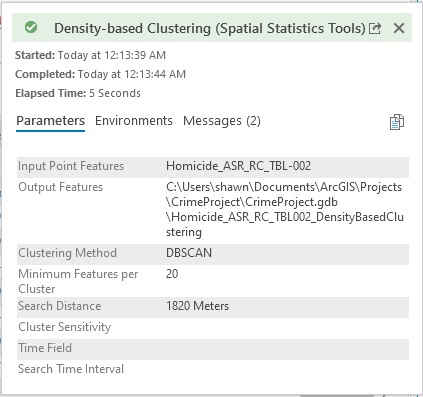 Density-based Clustering (Spatial Statistics Tools)
Started: Today at 12:13:39 AM
Completed: Today at 12:13:44 AM
Elapsed Time: 5 Seconds
Parameters Environments Messages (2)
Input Point Features Homicide_ASR_RC_TBL-002
Output Features C:\Users\shawn\Documents\ArcGIS\Projects
\CrimeProject\CrimeProject.gdb
\Homicide_ASR_RC_TBL002_DensityBasedClu
stering
Clustering Method DBSCAN
Minimum Features per 20
Cluster
Search Distance 1820 Meters
Cluster Sensitivity
Time Field
Search Time Interval